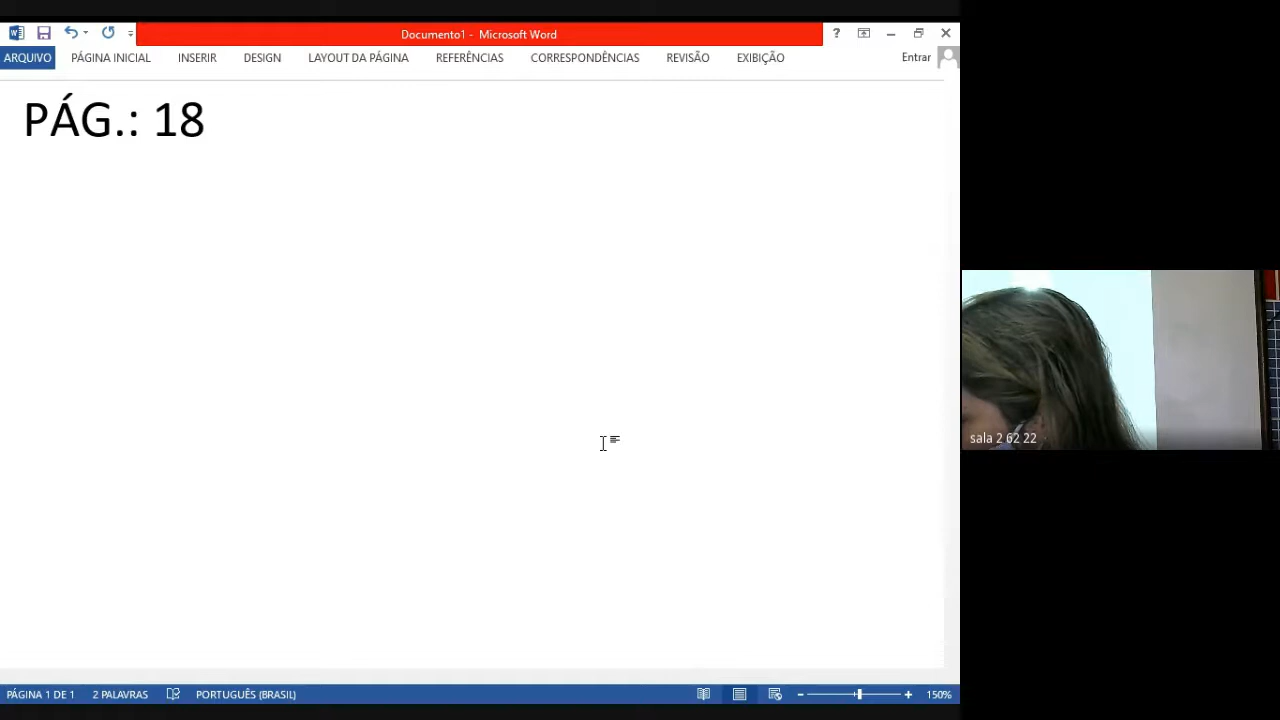 Documento1 - Microsoft Word
?
ARQUIVO PÁGINA INICIAL INSERIR DESIGN LAYOUT DA PÁGINA REFERÊNCIAS CORRESPONDÊNCIAS REVISÃO EXIBIÇÃO Entrar
PÁG.: 18
sala 2 62 22
PÁGINA 1 DE 1 2 PALAVRAS PORTUGUÊS (BRASIL) 150%